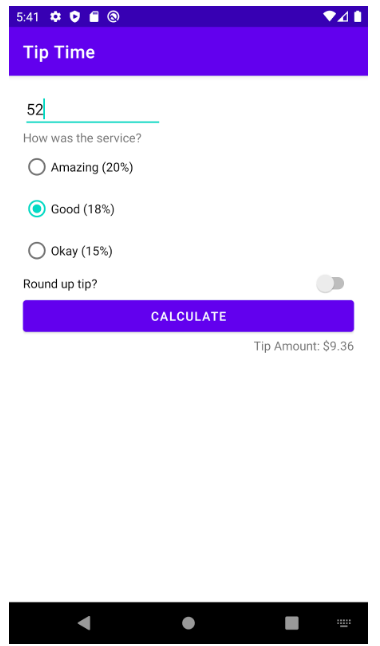 5:41
Tip Time
52
How was the service?
Amazing (20%)
Good (18%)
Okay (15%)
Round up tip?
CALCULATE
Tip Amount: $9.36